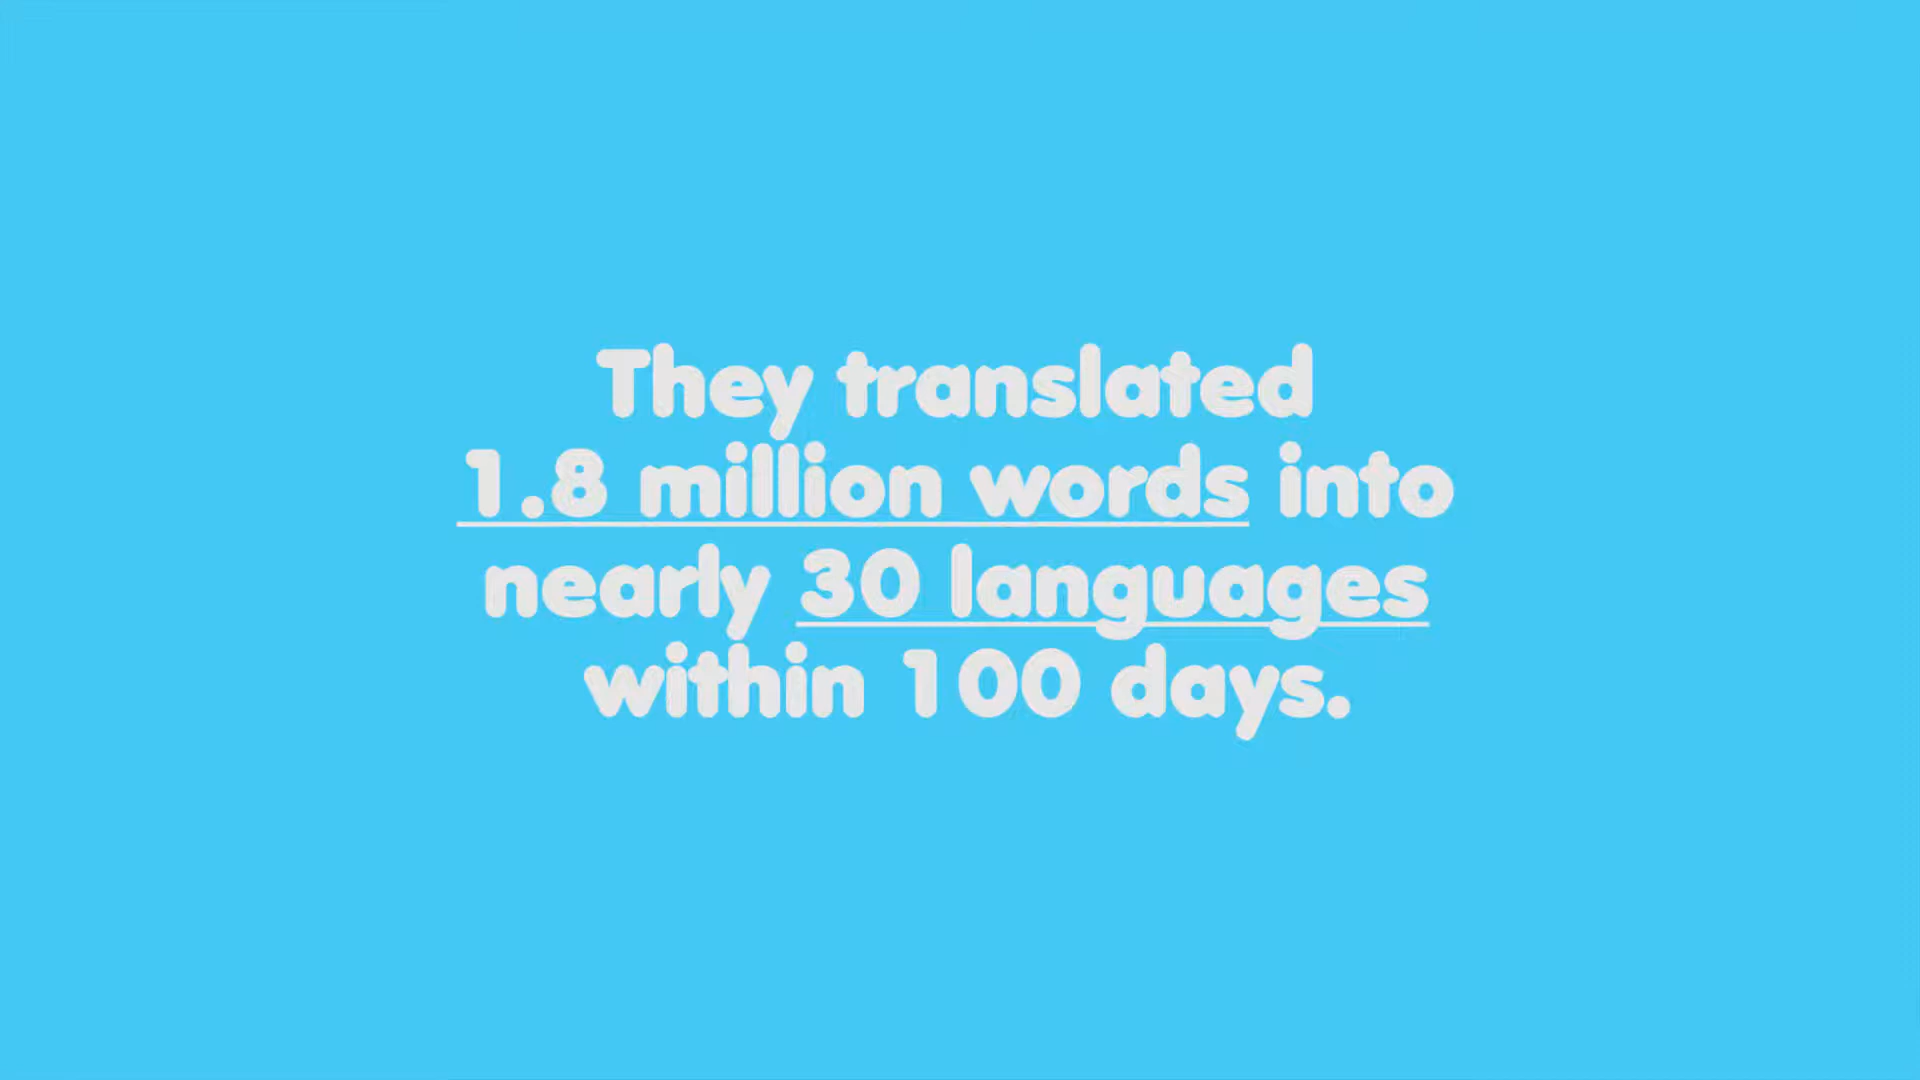 They translated
1.8 million words into
nearly 30 languages
within 100 days.